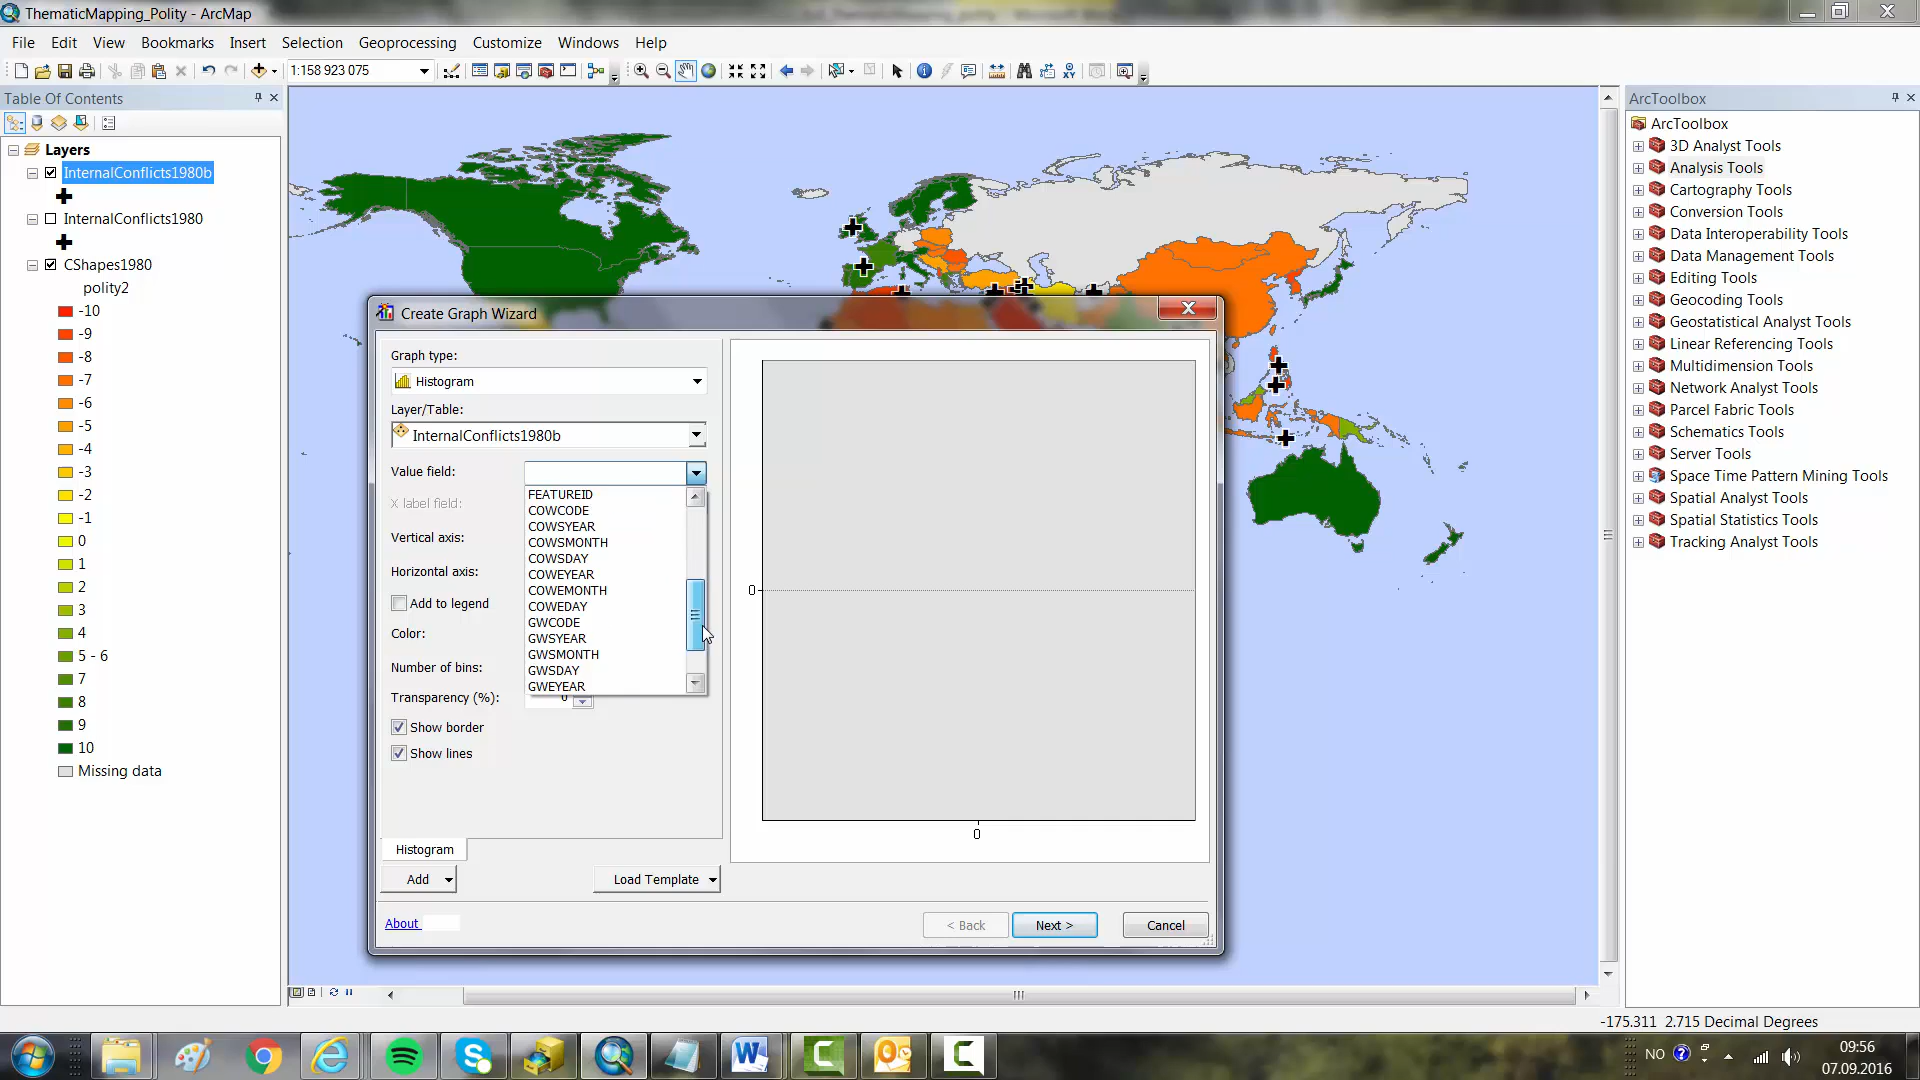 ThematicMapping_Polity - ArcMap
File Edit View Bookmarks Insert Selection Geoprocessing Customize Windows Help
1:158 923 075
Table Of Contents
Layers
InternalConflicts1980b
InternalConflicts1980
CShapes1980
polity2
-10
-9
-8
-7
-6
-5
-4
-3
-2
-1
0
1
2
3
4
5 - 6
7
8
9
10
Missing data
Create Graph Wizard
Graph type:
Histogram
Layer/Table:
InternalConflicts1980b
Value field:
X label field:
Vertical axis:
Horizontal axis:
Add to legend
Color:
Number of bins:
Transparency (%):
0
Show border
Show lines
FEATUREID
COWCODE
COWSYEAR
COWSMONTH
COWSDAY
COWEYEAR
COWEMONTH
COWEDAY
GWCODE
GWSYEAR
GWSMONTH
GWSDAY
GWEYEAR
0
0
Histogram
Add
Load Template
About
< Back
Next >
Cancel
ArcToolbox
ArcToolbox
3D Analyst Tools
Analysis Tools
Cartography Tools
Conversion Tools
Data Interoperability Tools
Data Management Tools
Editing Tools
Geocoding Tools
Geostatistical Analyst Tools
Linear Referencing Tools
Multidimension Tools
Network Analyst Tools
Parcel Fabric Tools
Schematics Tools
Server Tools
Space Time Pattern Mining Tools
Spatial Analyst Tools
Spatial Statistics Tools
Tracking Analyst Tools
-175.311 2.715 Decimal Degrees
NO
09:56
07.09.2016